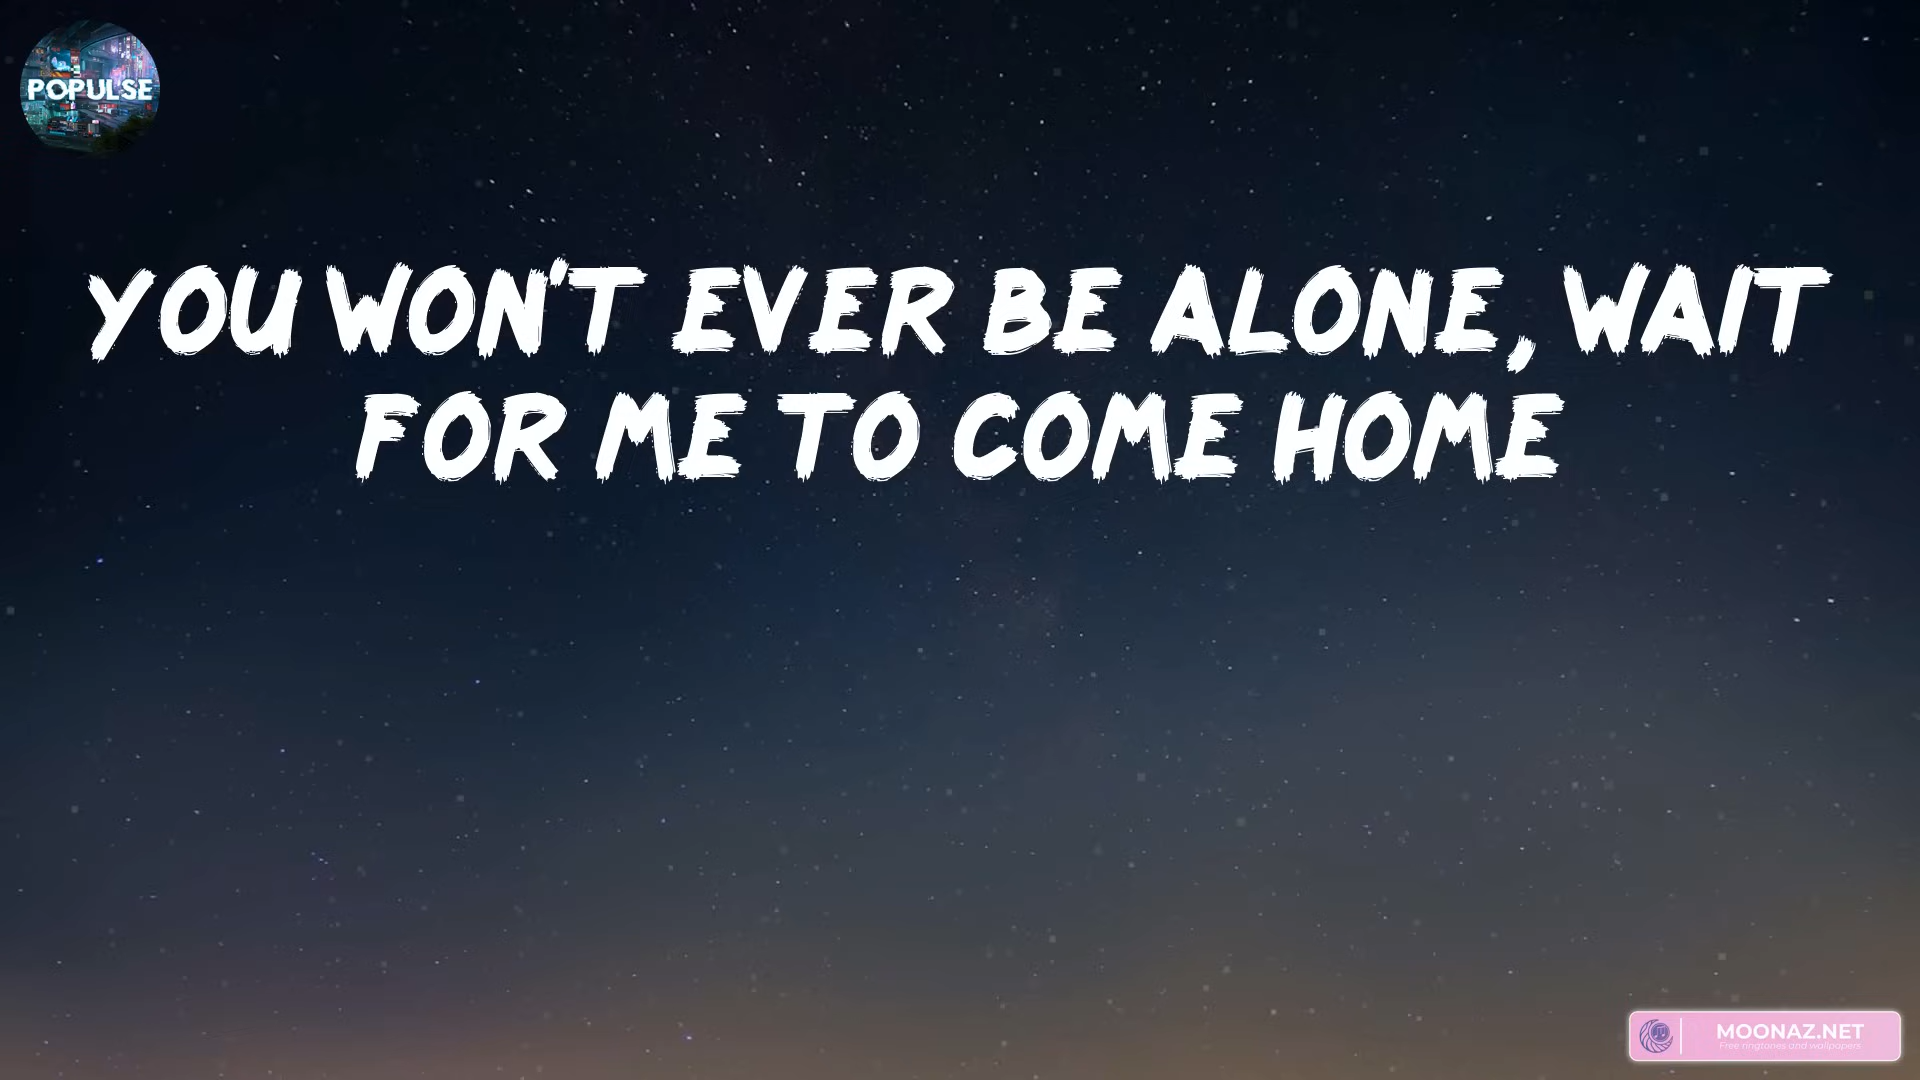 POPULSE
YOU WON'T EVER BE ALONE, WAIT
FOR ME TO COME HOME
MOONAZ.NET
Free ringtones and wallpapers